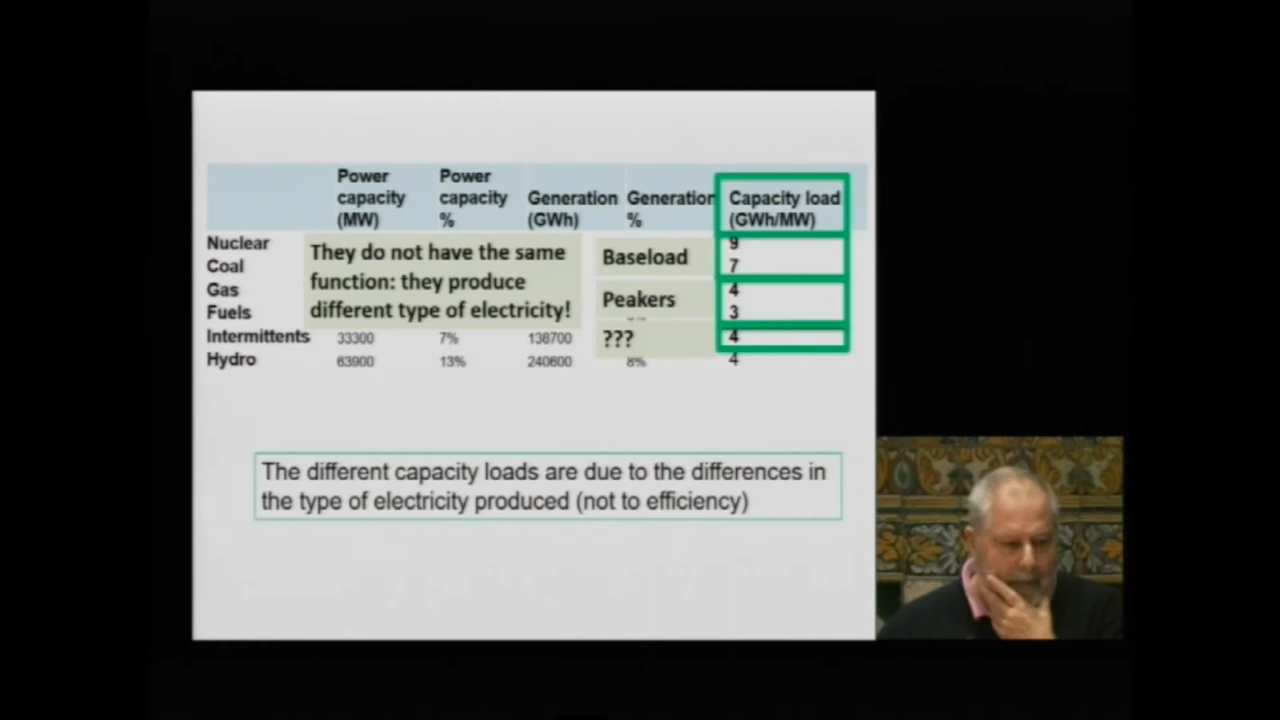 Power Power
capacity capacity Generation Generation Capacity load
(MW) % (GWh) % (GWh/MW)
Nuclear 9
They do not have the same Baseload
Coal 7
function: they produce
Gas 4
different type of electricity! Peakers
Fuels 3
Intermittents 33300 7% 138700 ??? 4
Hydro 63900 13% 240600 8% 4
The different capacity loads are due to the differences in
the type of electricity produced (not to efficiency)